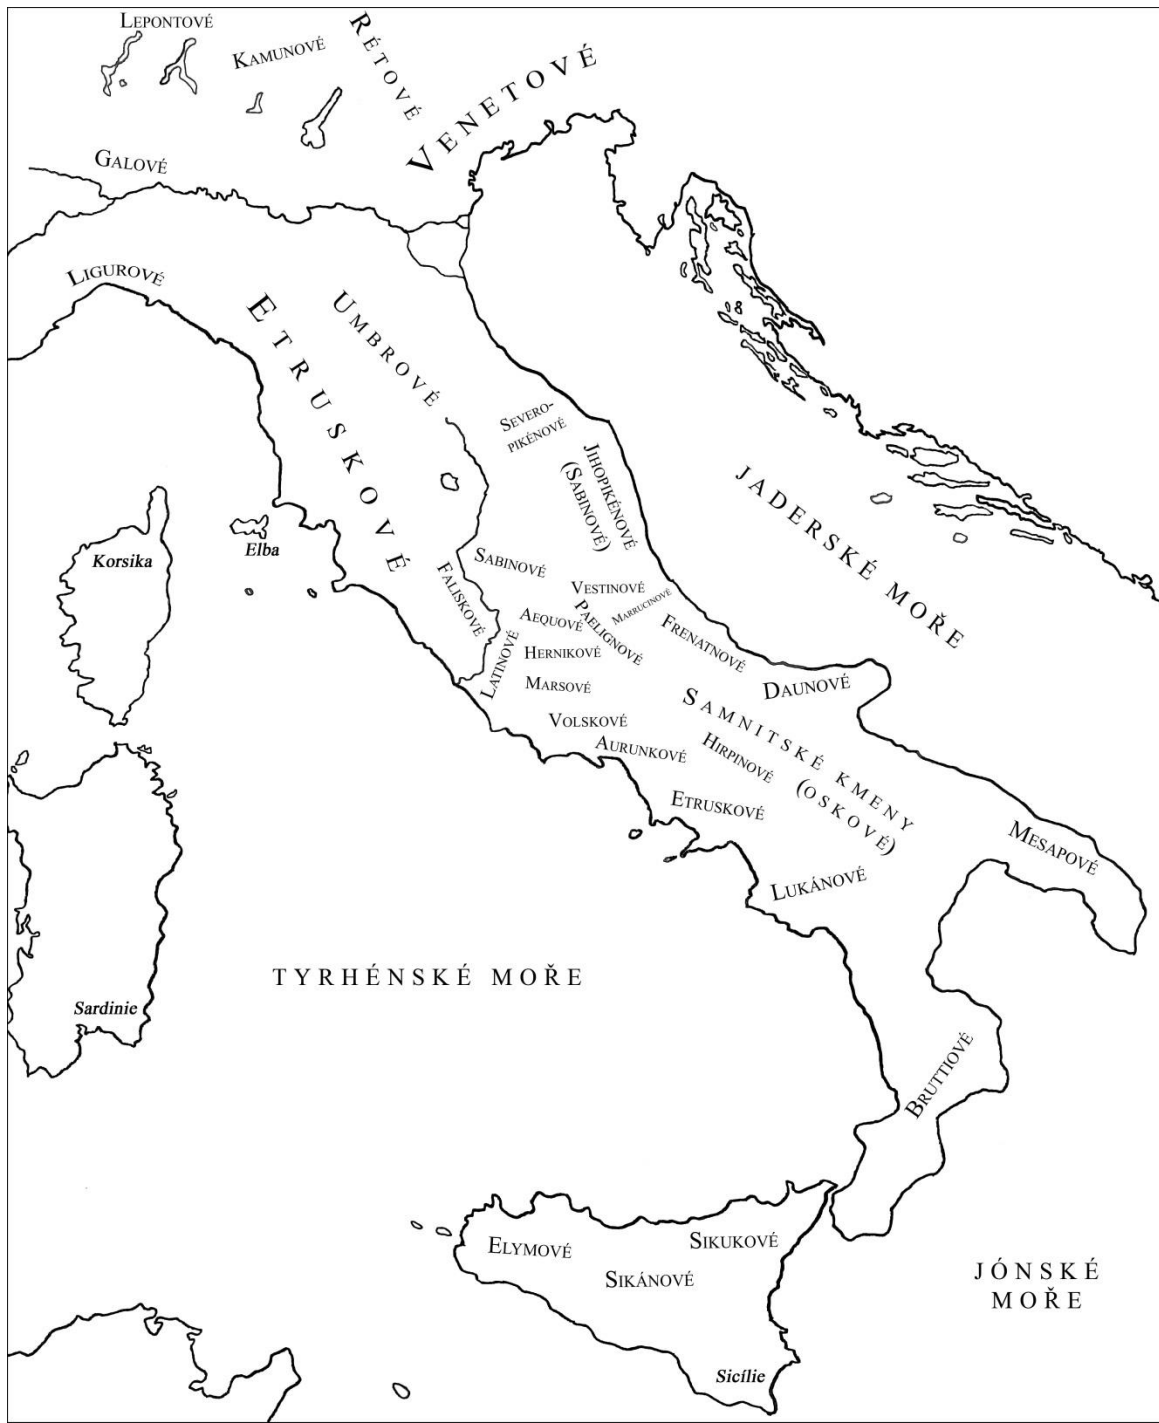 LEPONTOVÉ
KAMUNOVÉ
RÉTOVÉ
VENETOVÉ
GALOVÉ
LIGUROVÉ
ETRUSKOVÉ
UMBROVÉ
SEVERO-
PIKÉNOVÉ
JIHOPIKÉNOVÉ
(SABINOVÉ)
JADERSKÉ MOŘE
Korsika
Elba
SABINOVÉ
FALISKOVÉ
VESTINOVÉ
MARRUCINOVÉ
AEQUOVÉ
PAELIGNOVÉ
FRENATNOVÉ
LATINOVÉ
HERNIKOVÉ
MARSOVÉ
DAUNOVÉ
SAMNITSKÉ KMENY
(OSKOVÉ)
VOLSKOVÉ
AURUNKOVÉ
HIRPINOVÉ
ETRUSKOVÉ
MESAPOVÉ
LUKÁNOVÉ
TYRHÉNSKÉ MOŘE
Sardinie
BRUTTIOVÉ
ELYMOVÉ
SIKUKOVÉ
SIKÁNOVÉ
JÓNSKÉ
MOŘE
Sicílie